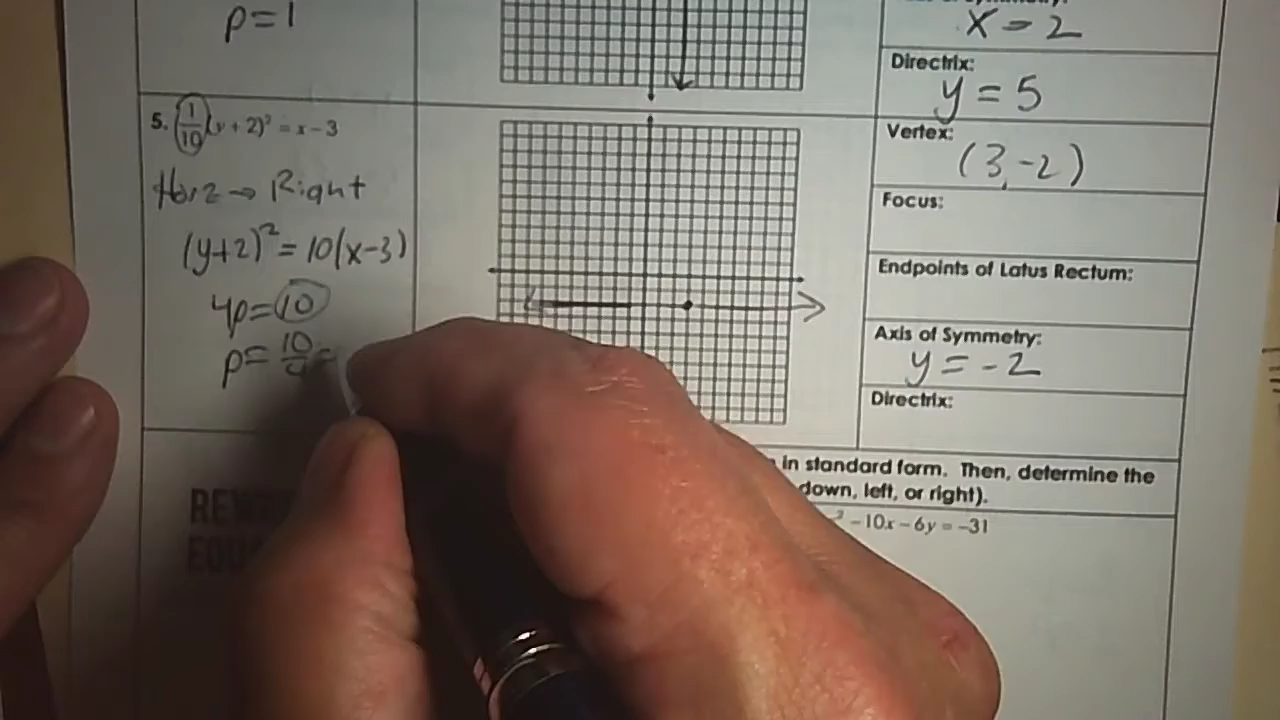 p = 1
x = 2
Directrix:
y = 5
5. 1/10 (y + 2)² = x - 3
Horz → Right
(y+2)² = 10(x-3)
4p = 10
p = 10/4 =
Vertex:
(3, -2)
Focus:
Endpoints of Latus Rectum:
Axis of Symmetry:
y = -2
Directrix:
in standard form. Then, determine the
down, left, or right).
² - 10x - 6y = -31